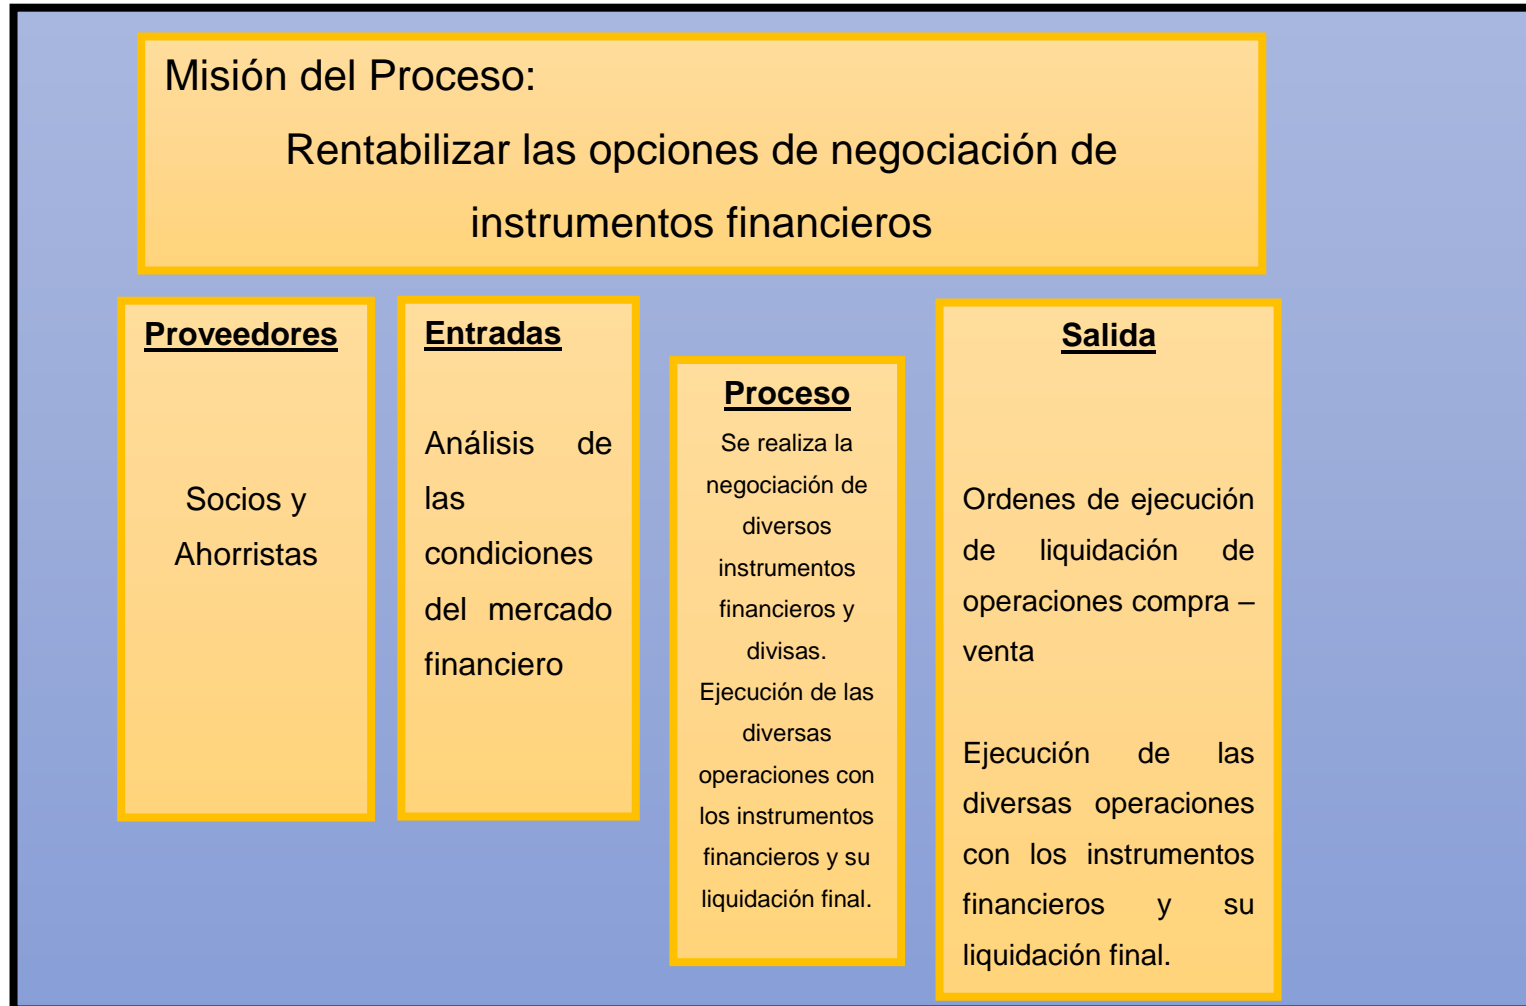 Misión del Proceso:
Rentabilizar las opciones de negociación de
instrumentos financieros
Proveedores
Socios y
Ahorristas
Entradas
Análisis de
las
condiciones
del mercado
financiero
Proceso
Se realiza la
negociación de
diversos
instrumentos
financieros y
divisas.
Ejecución de las
diversas
operaciones con
los instrumentos
financieros y su
liquidación final.
Salida
Ordenes de ejecución
de liquidación de
operaciones compra –
venta
Ejecución de las
diversas operaciones
con los instrumentos
financieros y su
liquidación final.